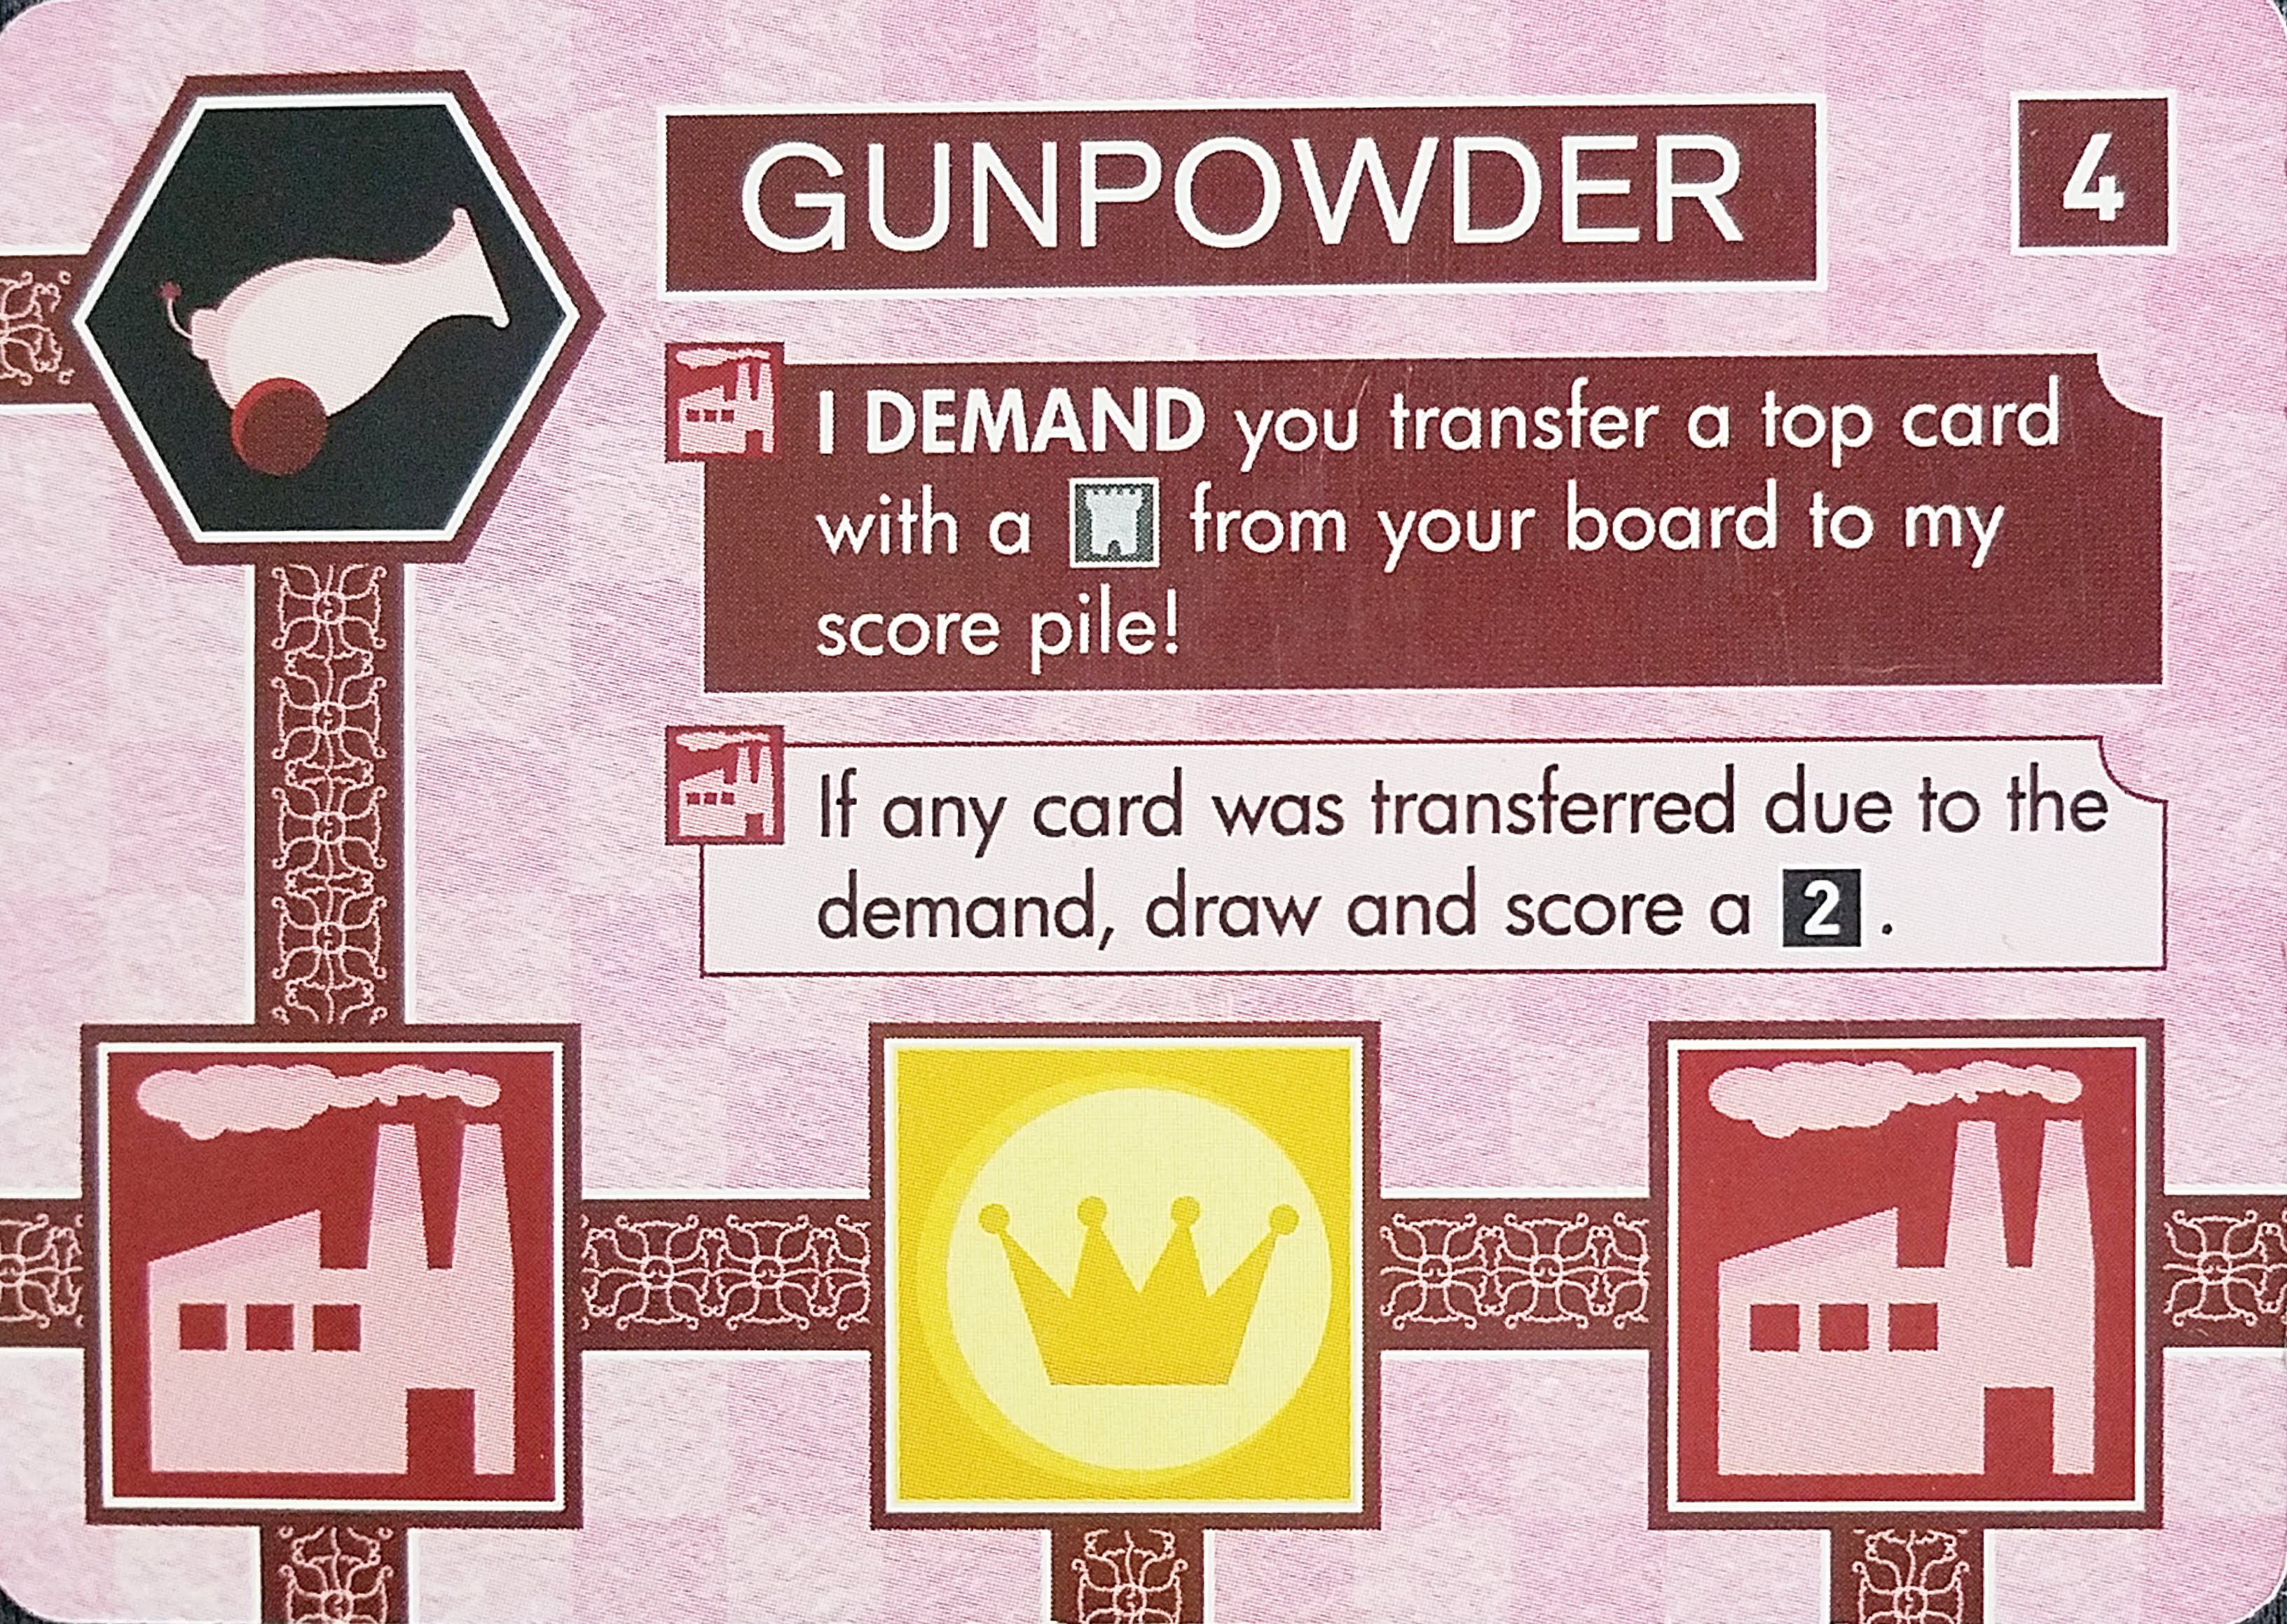 GUNPOWDER
4
I DEMAND you transfer a top card
with a from your board to my
score pile!
If any card was transferred due to the
demand, draw and score a 2.